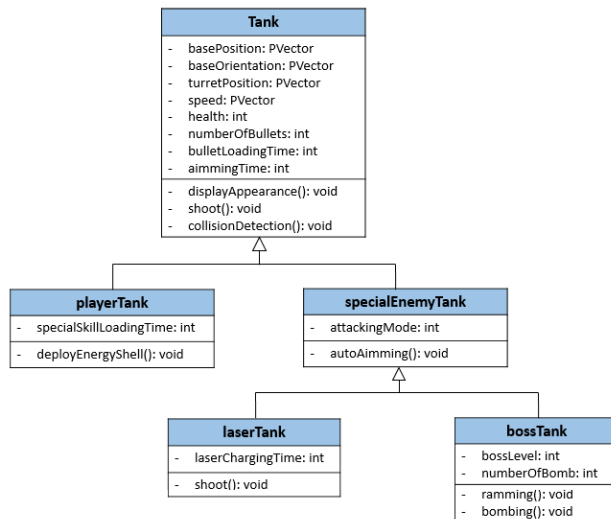 Tank
- basePosition: PVector
- baseOrientation: PVector
- turretPosition: PVector
- speed: PVector
- health: int
- numberOfBullets: int
- bulletLoadingTime: int
- aimmingTime: int
- displayAppearance(): void
- shoot(): void
- collisionDetection(): void
playerTank
- specialSkillLoadingTime: int
- deployEnergyShell(): void
specialEnemyTank
- attackingMode: int
- autoAimming(): void
laserTank
- laserChargingTime: int
- shoot(): void
bossTank
- bossLevel: int
- numberOfBomb: int
- ramming(): void
- bombing(): void